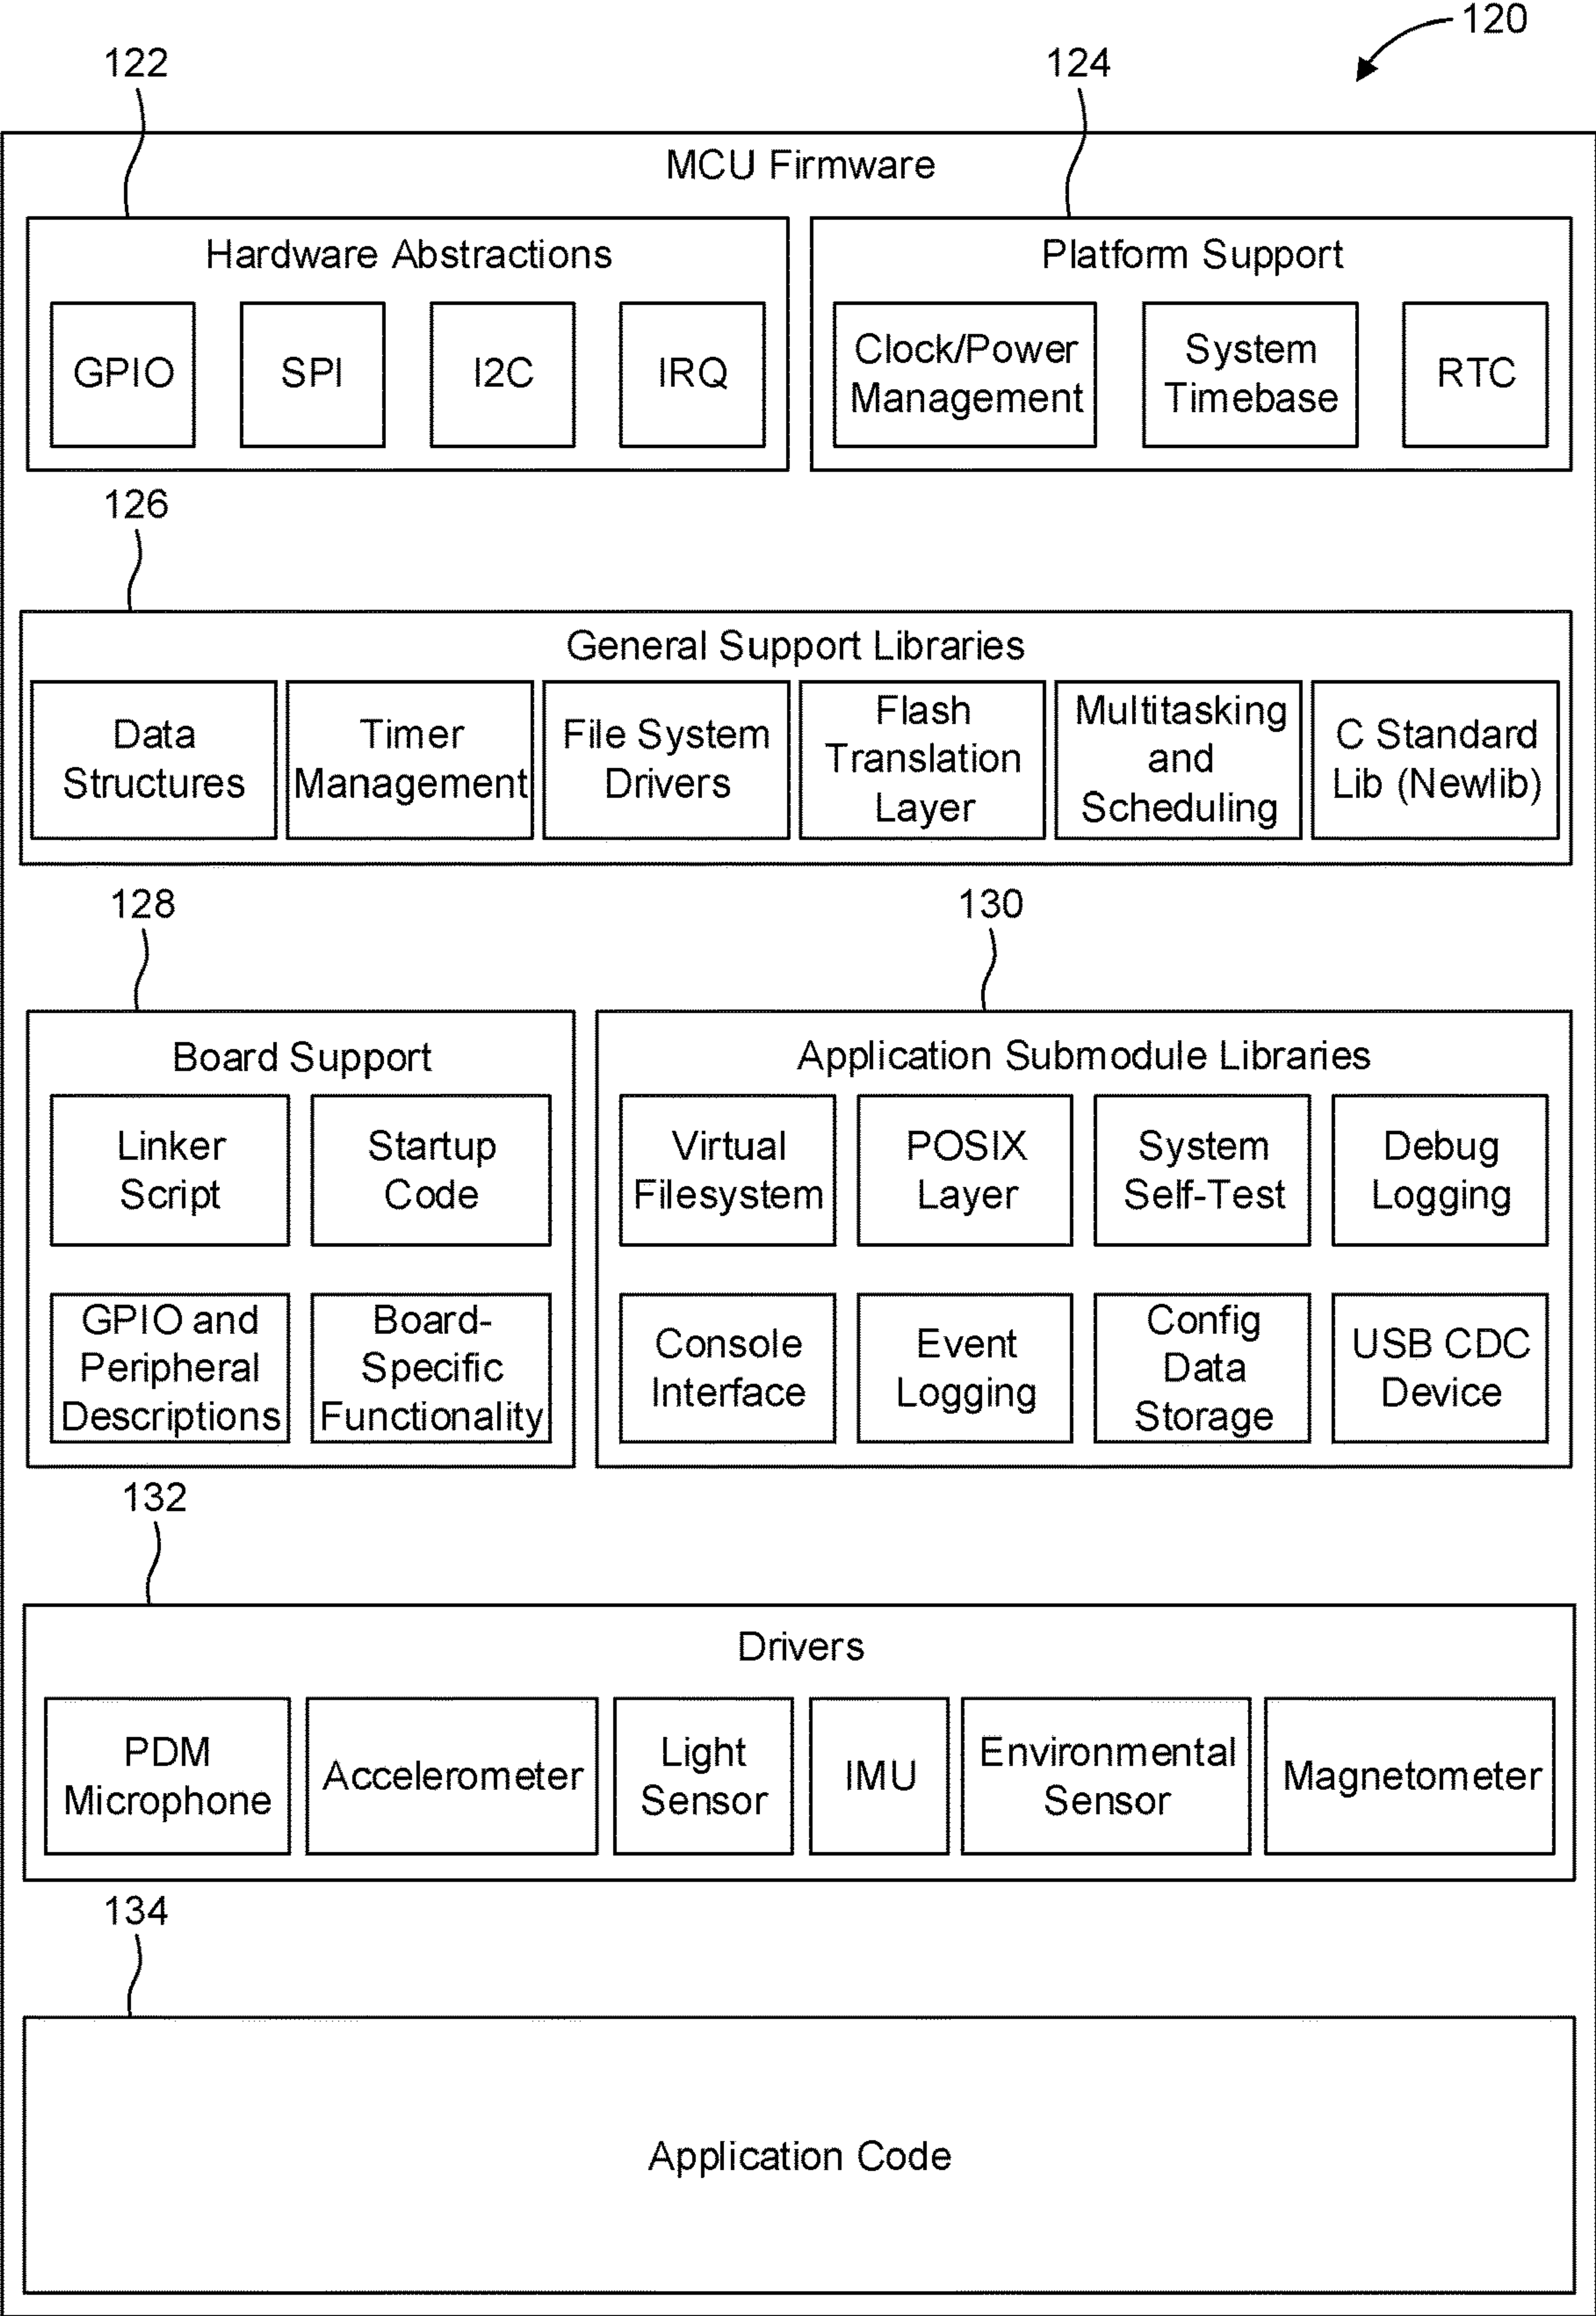 120
122
124
MCU Firmware
Hardware Abstractions
GPIO
SPI
I2C
IRQ
Platform Support
Clock/Power
Management
System
Timebase
RTC
126
General Support Libraries
Data
Structures
Timer
Management
File System
Drivers
Flash
Translation
Layer
Multitasking
and
Scheduling
C Standard
Lib (Newlib)
128
130
Board Support
Linker
Script
Startup
Code
GPIO and
Peripheral
Descriptions
Board-
Specific
Functionality
Application Submodule Libraries
Virtual
Filesystem
POSIX
Layer
System
Self-Test
Debug
Logging
Console
Interface
Event
Logging
Config
Data
Storage
USB CDC
Device
132
Drivers
PDM
Microphone
Accelerometer
Light
Sensor
IMU
Environmental
Sensor
Magnetometer
134
Application Code